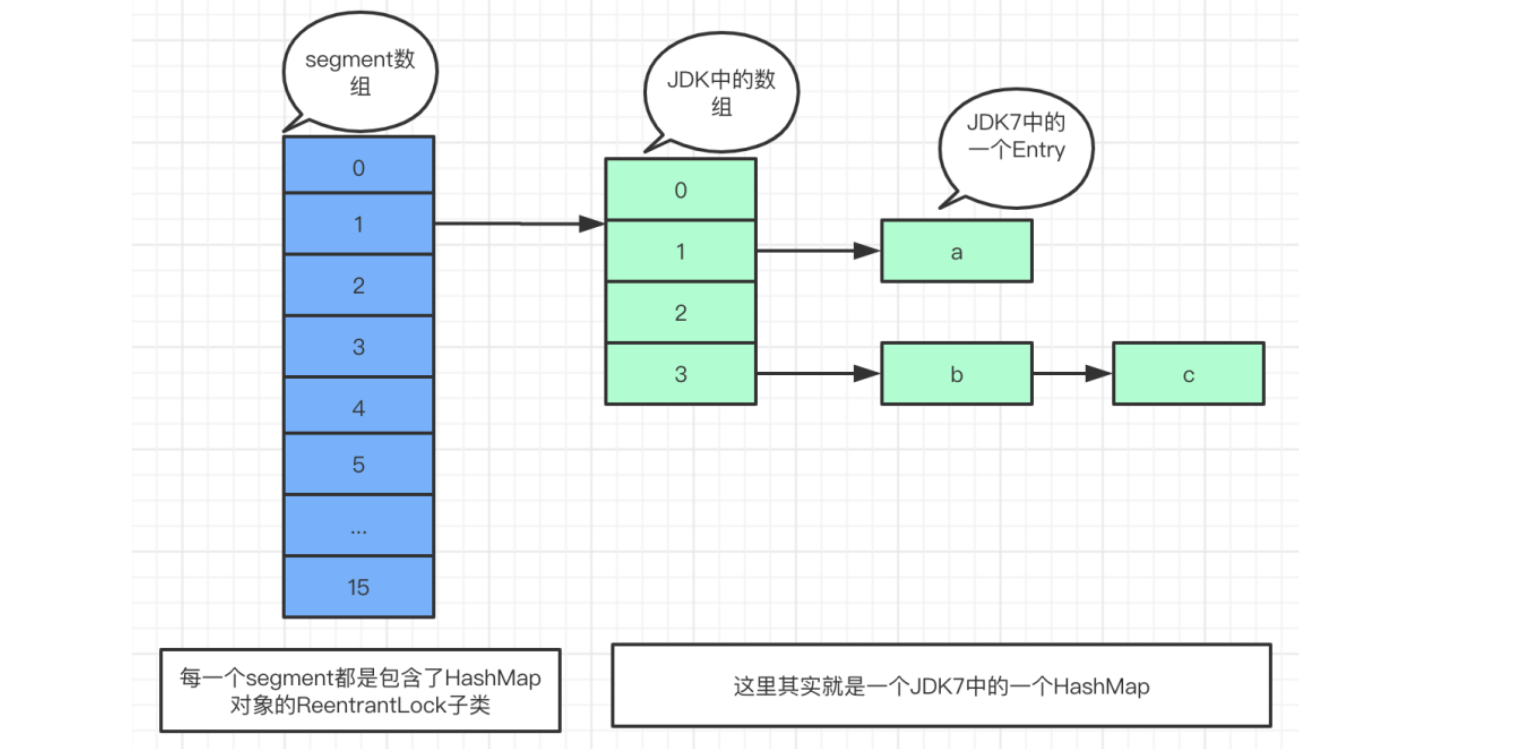 segment数
组
JDK中的数
组
JDK7中的
一个Entry
0
1
2
3
4
5
...
15
0
1
2
3
a
b
c
每一个segment都是包含了HashMap
对象的ReentrantLock子类
这里其实就是一个JDK7中的一个HashMap